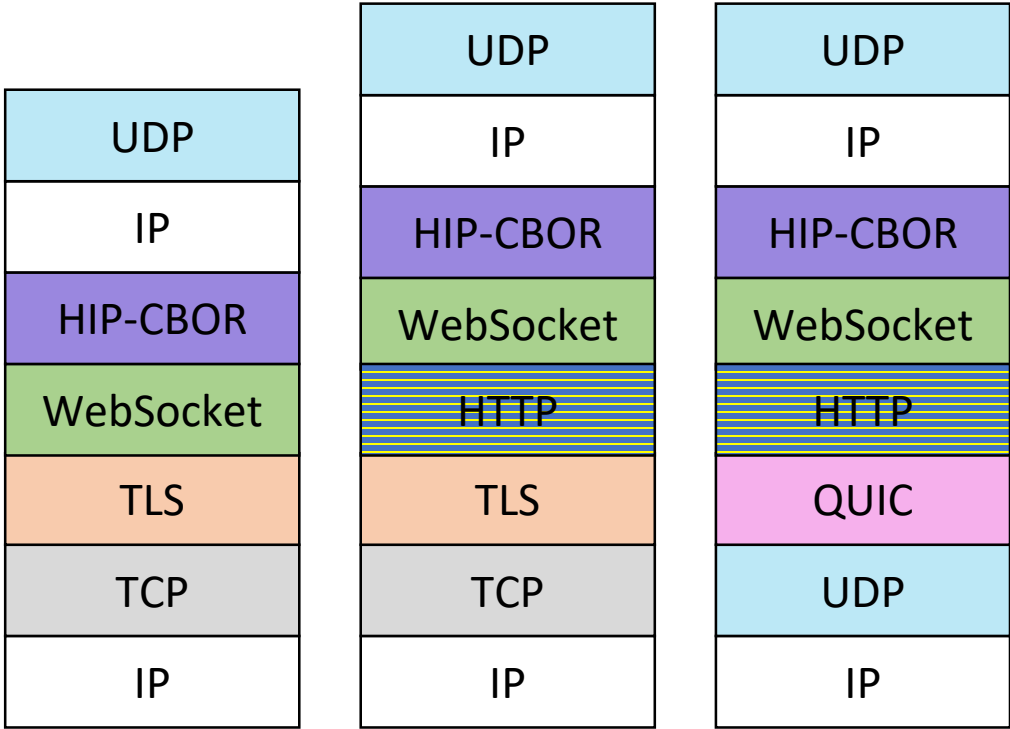 UDP
IP
HIP-CBOR
WebSocket
TLS
TCP
IP
UDP
IP
HIP-CBOR
WebSocket
HTTP
TLS
TCP
IP
UDP
IP
HIP-CBOR
WebSocket
HTTP
QUIC
UDP
IP